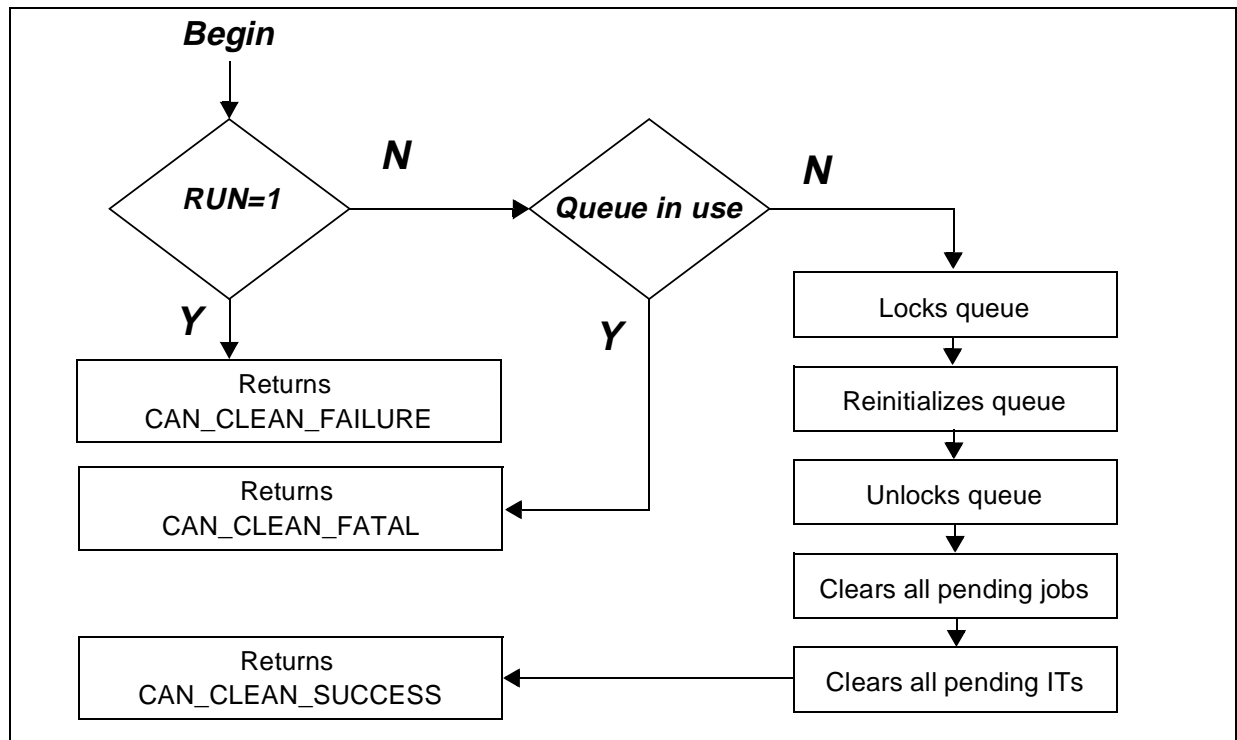 Begin
RUN=1
N
Queue in use
N
Y
Y
Locks queue
Returns
CAN_CLEAN_FAILURE
Reinitializes queue
Returns
CAN_CLEAN_FATAL
Unlocks queue
Clears all pending jobs
Returns
CAN_CLEAN_SUCCESS
Clears all pending ITs